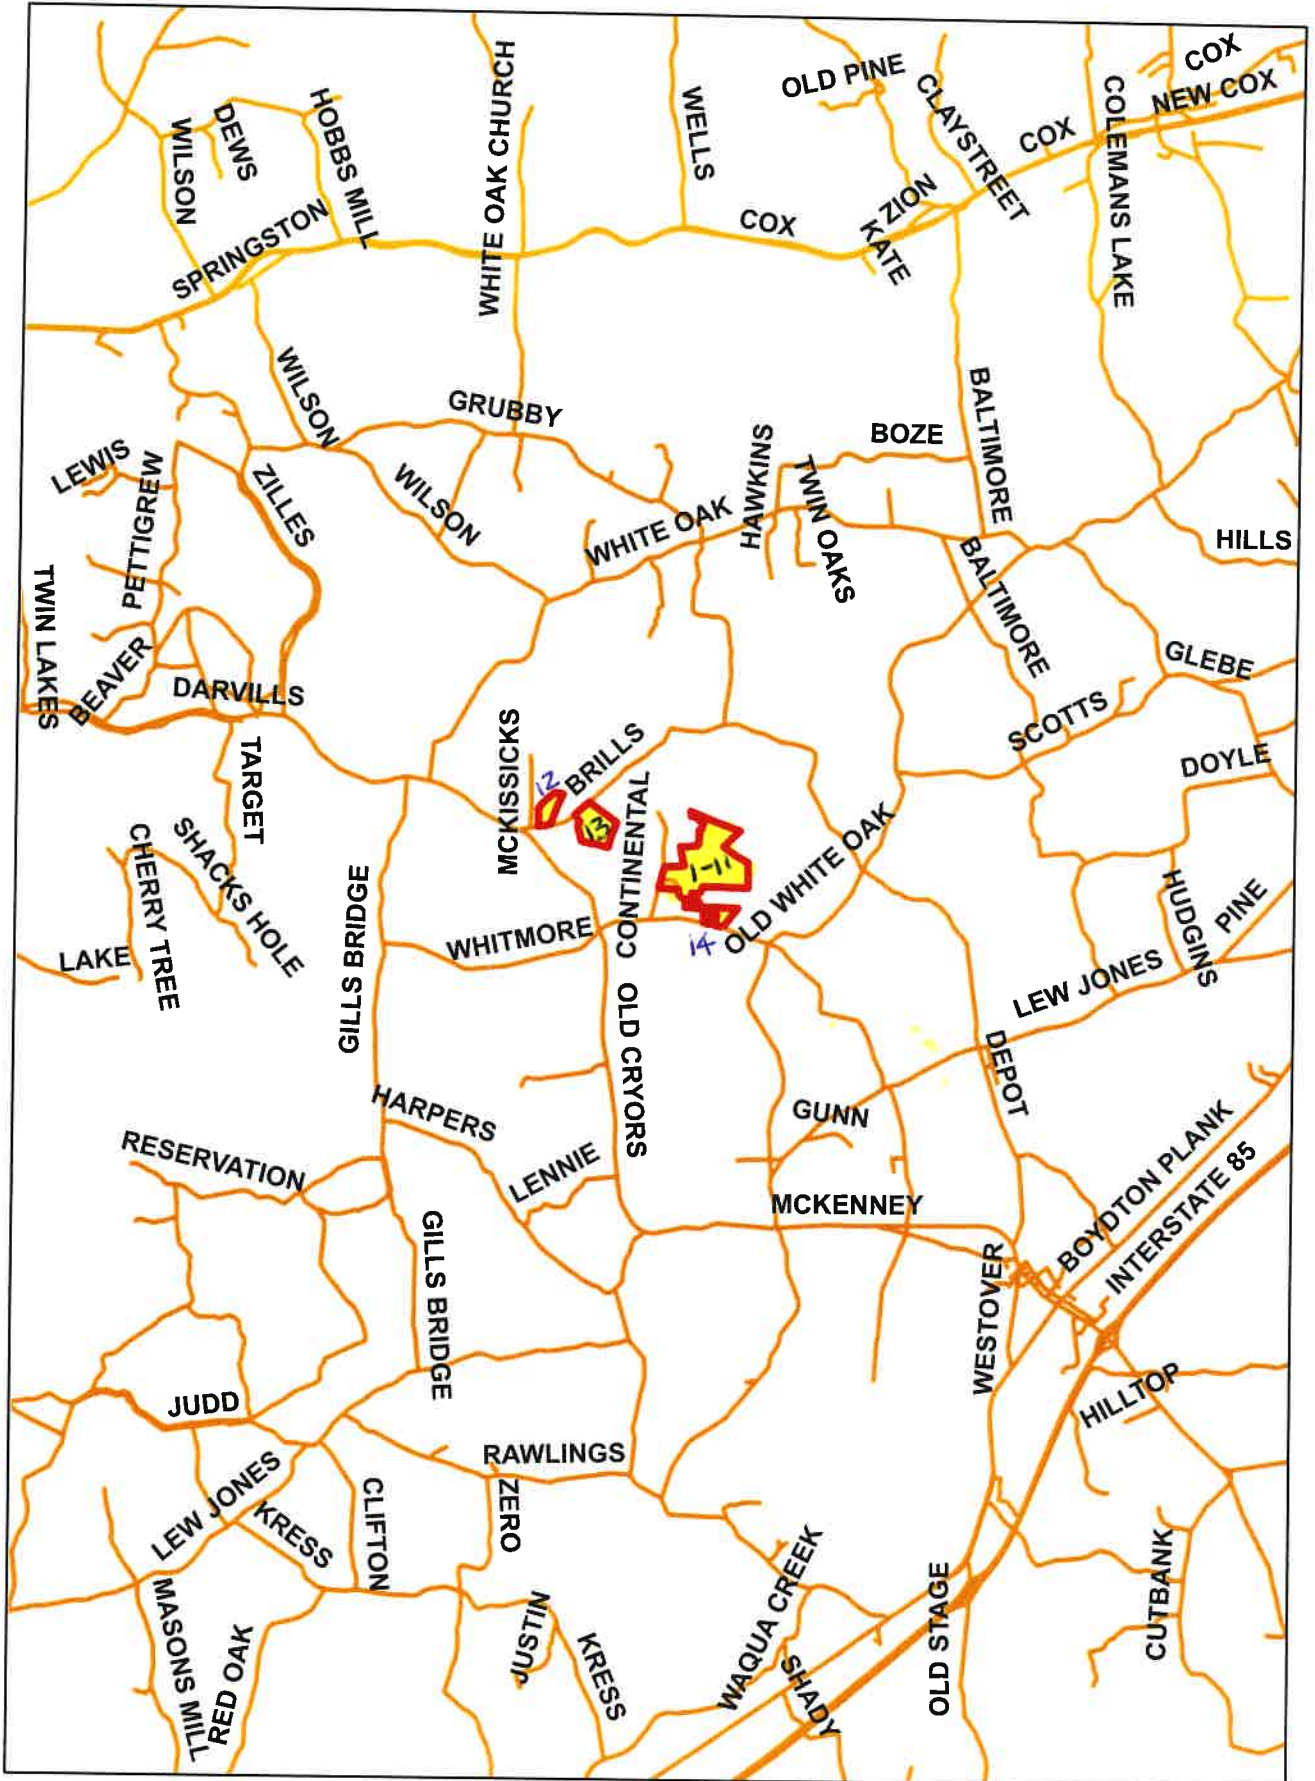 COX
OLD PINE
NEW COX
WHITE OAK CHURCH
WELLS
CLAYSTREET
COLEMANS LAKE
HOBBS MILL
DEWS
WILSON
COX
ZION
SPRINGSTON
COX
KATE
WILSON
GRUBBY
BALTIMORE
BOZE
HAWKINS
LEWIS
PETTIGREW
ZILLES
WILSON
TWIN OAKS
WHITE OAK
HILLS
BALTIMORE
TWIN LAKES
BEAVER
GLEBE
DARVILLS
SCOTTS
MCKISSICKS
BRILLS
TARGET
DOYLE
12
CONTINENTAL
13
1-11
OLD WHITE OAK
CHERRY TREE
SHACKS HOLE
GILLS BRIDGE
HUDGINS
PINE
WHITMORE
14
LAKE
LEW JONES
OLD CRYORS
DEPOT
HARPERS
GUNN
RESERVATION
LENNIE
BOYDTON PLANK
INTERSTATE 85
MCKENNEY
GILLS BRIDGE
WESTOVER
JUDD
HILLTOP
RAWLINGS
LEW JONES
KRESS
CLIFTON
ZERO
WAQUA CREEK
CUTBANK
OLD STAGE
MASONS MILL
RED OAK
JUSTIN
KRESS
SHADY